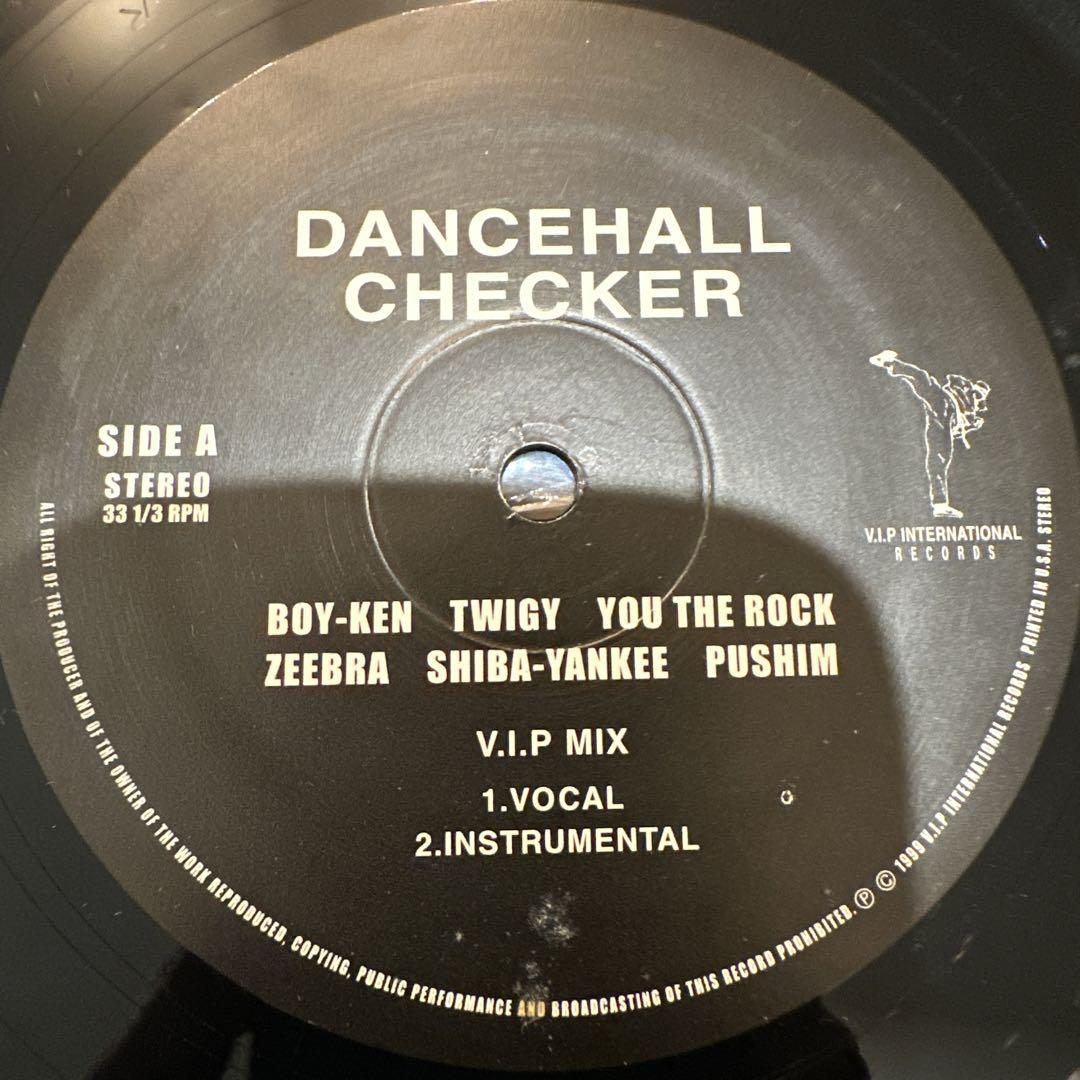 DANCEHALL
CHECKER
SIDE A
STEREO
33 1/3 RPM
V.I.P INTERNATIONAL
RECORDS
BOY-KEN TWIGY YOU THE ROCK
ZEEBRA SHIBA-YANKEE PUSHIM
V.I.P MIX
1.VOCAL
2.INSTRUMENTAL
ALL RIGHT OF THE PRODUCER AND OF THE OWNER OF THE WORK REPRODUCED, COPYING, PUBLIC PERFORMANCE AND BROADCASTING OF THIS RECORD PROHIBITED. Ⓟ © 1999 V.I.P INTERNATIONAL RECORDS PRINTED IN U.S.A. STEREO